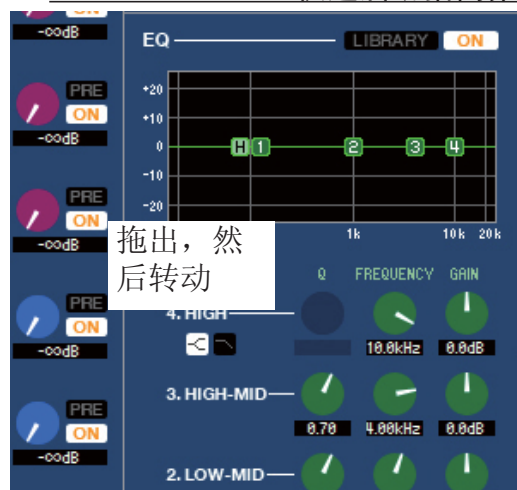 ON
-∞dB
PRE
ON
-∞dB
PRE
ON
-∞dB
PRE
ON
-∞dB
PRE
ON
-∞dB
EQ
LIBRARY
ON
+20
+10
0
-10
-20
H
1
2
3
4
1k
10k
20k
拖出，然
后转动
Q
FREQUENCY
GAIN
4. HIGH
10.0kHz
0.0dB
3. HIGH-MID
0.70
4.00kHz
0.0dB
2. LOW-MID